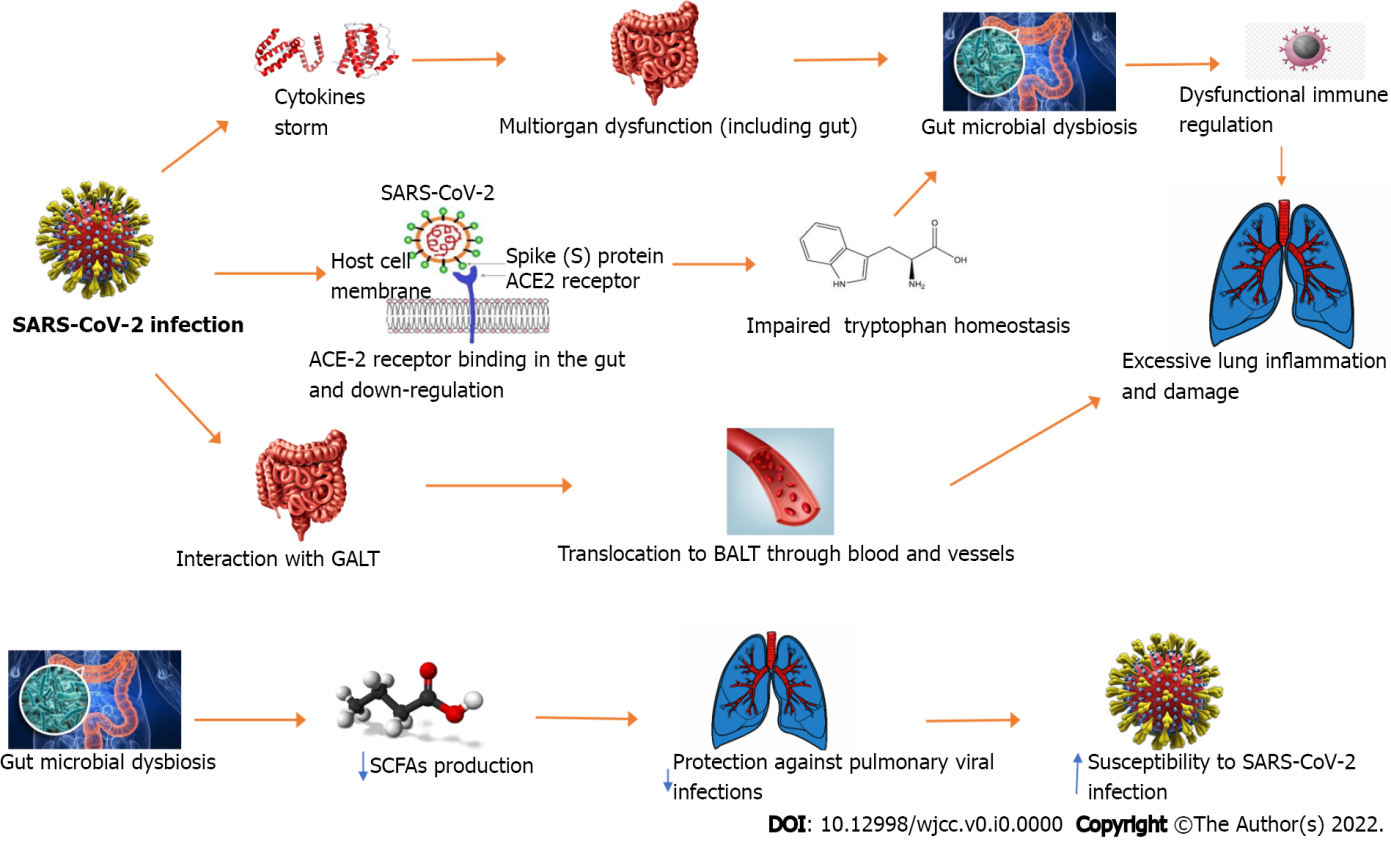 Cytokines
storm
Multiorgan dysfunction (including gut)
Gut microbial dysbiosis
Dysfunctional immune
regulation
SARS-CoV-2 infection
SARS-CoV-2
Host cell
membrane
Spike (S) protein
ACE2 receptor
ACE-2 receptor binding in the gut
and down-regulation
O
OH
NH₂
HN
Impaired tryptophan homeostasis
Excessive lung inflammation
and damage
Interaction with GALT
Translocation to BALT through blood and vessels
Gut microbial dysbiosis
↓SCFAs production
Protection against pulmonary viral
↓infections
↑Susceptibility to SARS-CoV-2
infection
DOI: 10.12998/wjcc.v0.i0.0000 Copyright ©The Author(s) 2022.